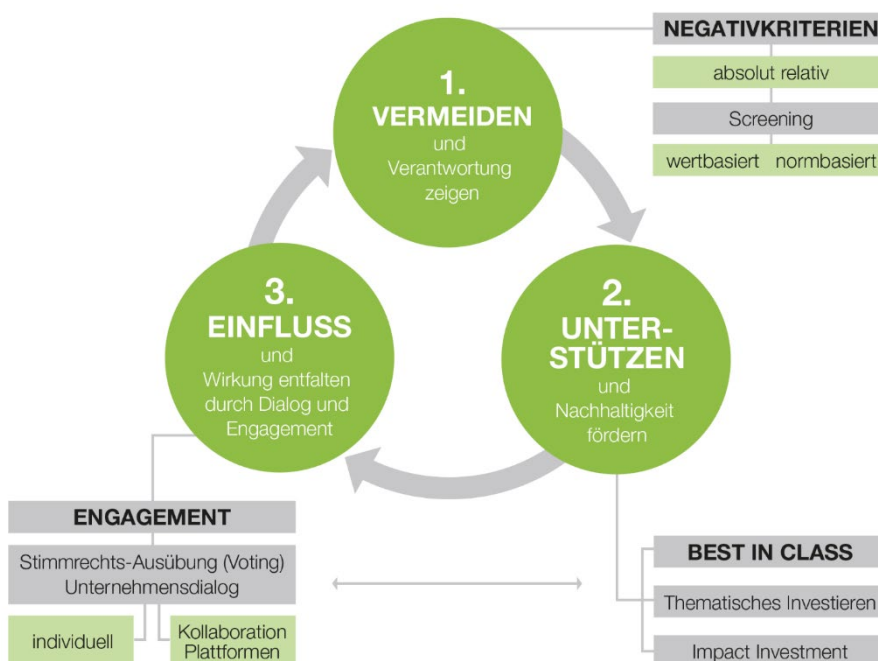 1.
VERMEIDEN
und
Verantwortung
zeigen
NEGATIVKRITERIEN
absolut relativ
Screening
wertbasiert normbasiert
2.
UNTER-
STÜTZEN
und
Nachhaltigkeit
fördern
BEST IN CLASS
Thematisches Investieren
Impact Investment
3.
EINFLUSS
und
Wirkung entfalten
durch Dialog und
Engagement
ENGAGEMENT
Stimmrechts-Ausübung (Voting)
Unternehmensdialog
individuell
Kollaboration
Plattformen